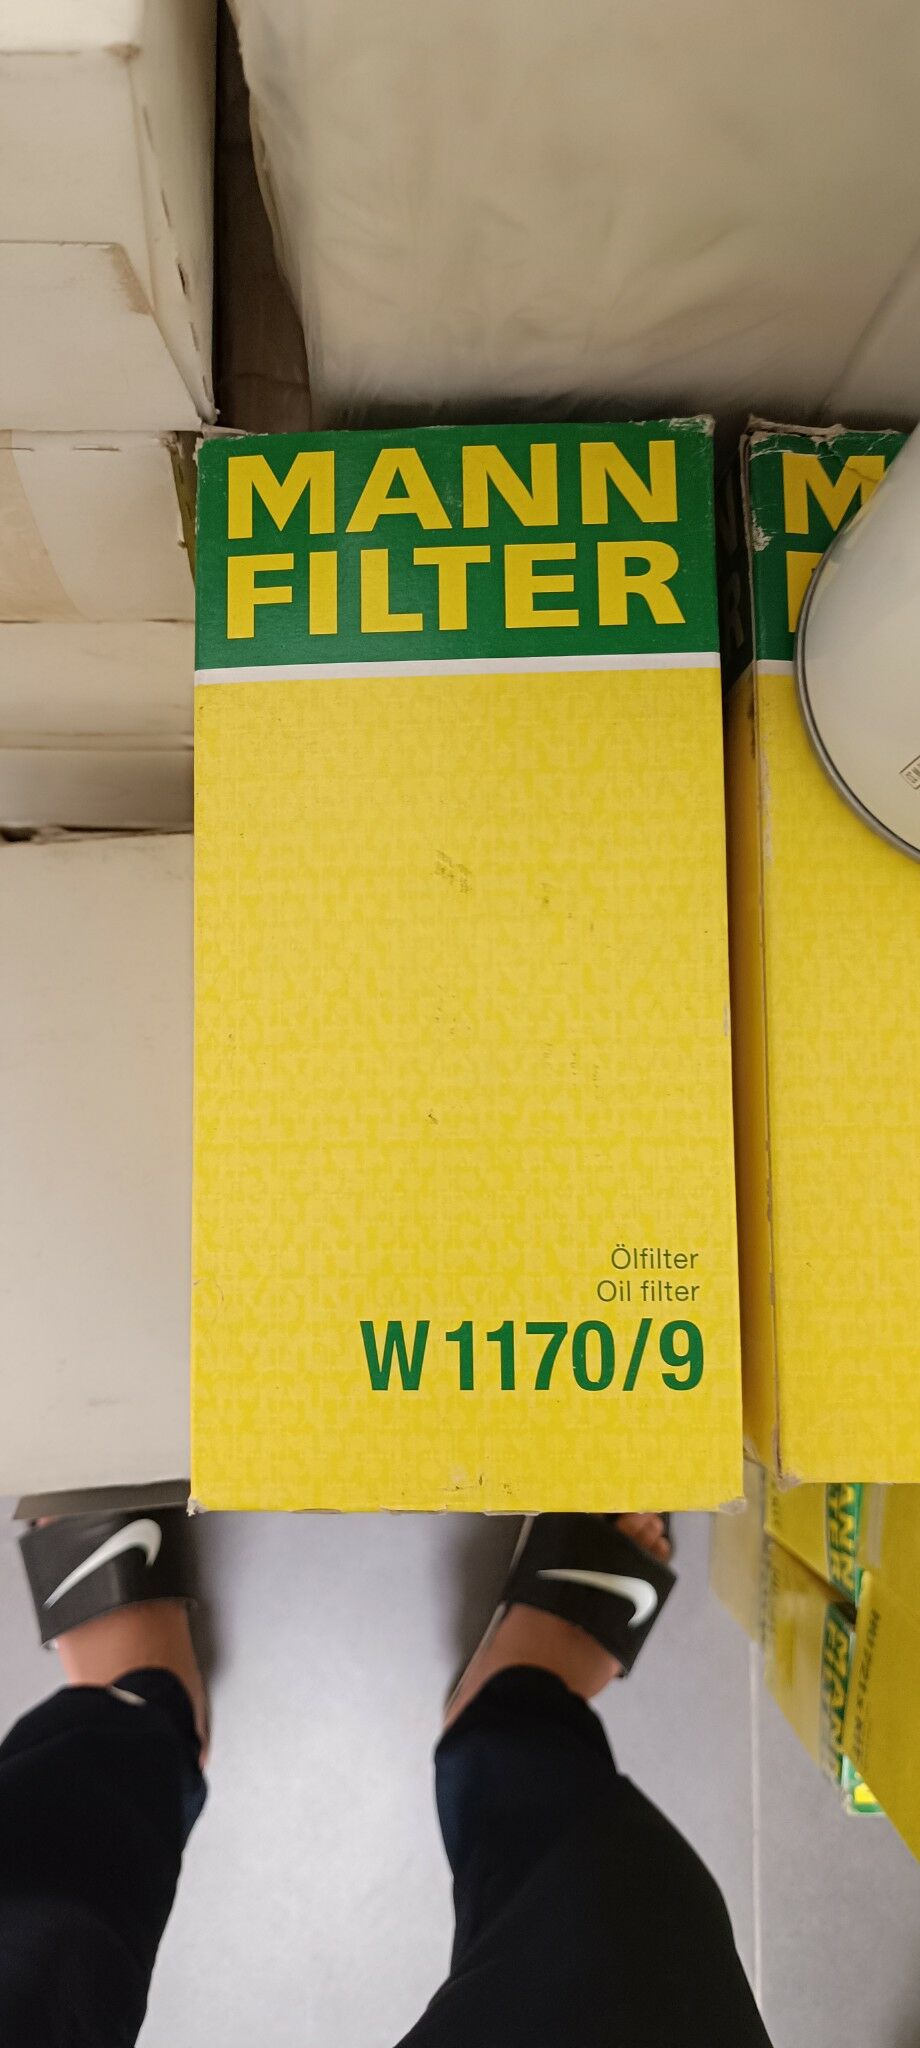 MANN
FILTER
Ölfilter
Oil filter
W 1170/9
M